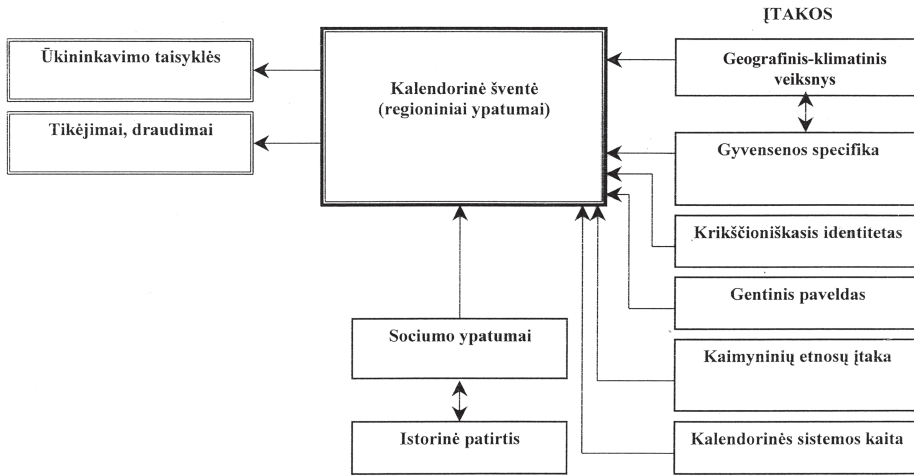 ĮTAKOS
Ūkininkavimo taisyklės
Tikėjimai, draudimai
Kalendorinė šventė
(regioniniai ypatumai)
Geografinis-klimatinis
veiksnys
Gyvensenos specifika
Krikščioniškasis identitetas
Gentinis paveldas
Kaimyninių etnosų įtaka
Kalendorinės sistemos kaita
Sociumo ypatumai
Istorinė patirtis